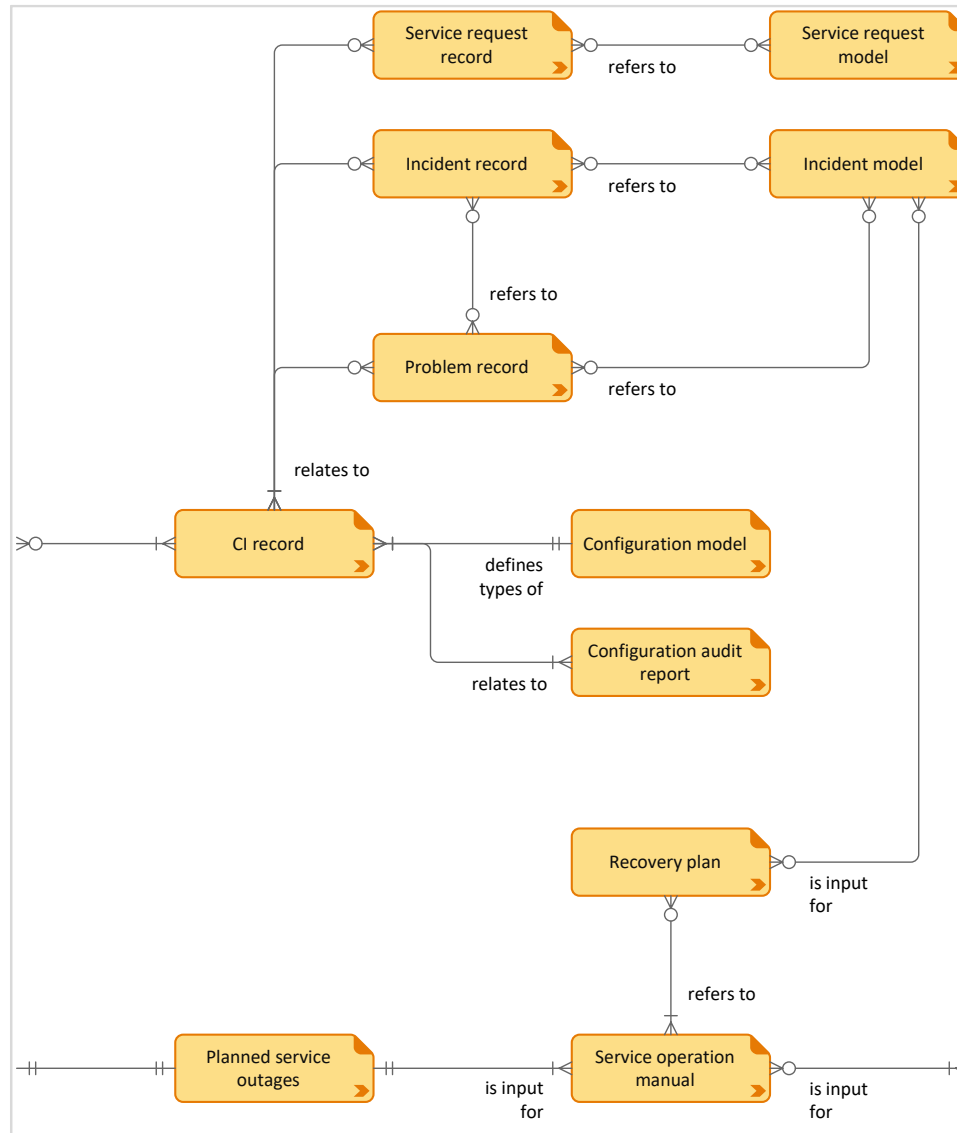 Service request
record
Service request
model
refers to
Incident record
Incident model
refers to
refers to
Problem record
refers to
relates to
CI record
Configuration model
defines
types of
Configuration audit
report
relates to
Recovery plan
is input
for
refers to
Planned service
outages
Service operation
manual
is input
for
is input
for